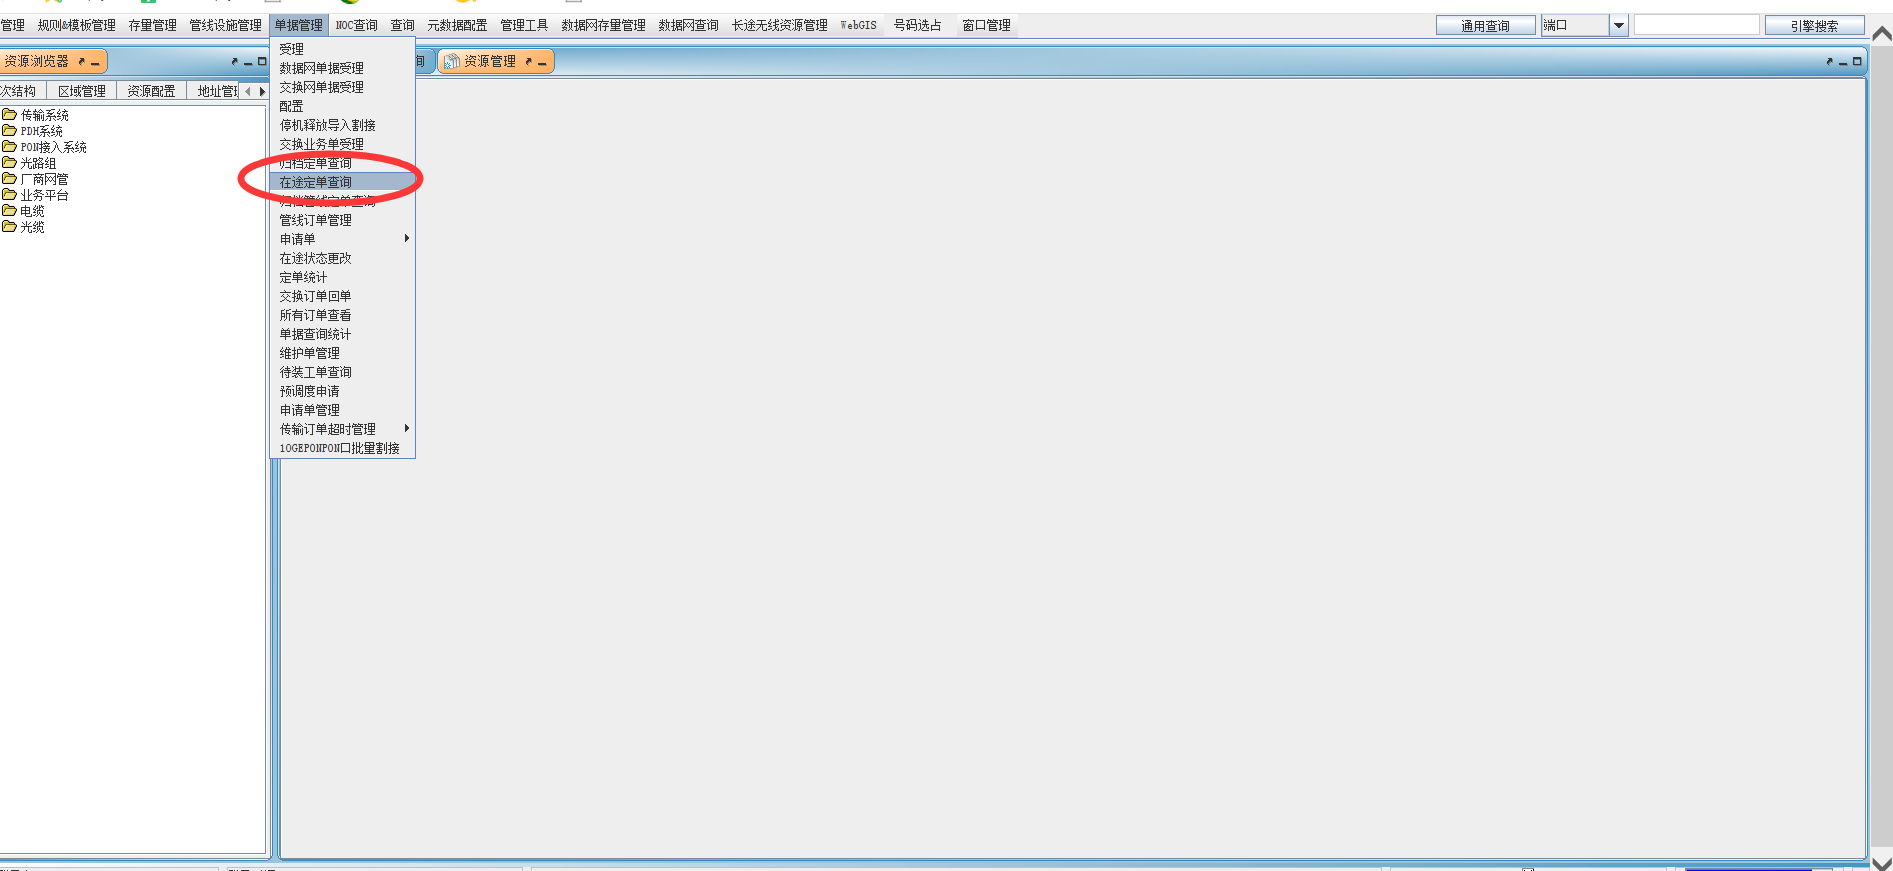 管理 规则&模板管理 存量管理 管线设施管理 单据管理 NOC查询 查询 元数据配置 管理工具 数据网存量管理 数据网查询 长途无线资源管理 WebGIS 号码选占 窗口管理 通用查询 端口 引擎搜索
资源浏览器 询 资源管理
次结构 区域管理 资源配置 地址管理
传输系统
PDH系统
PON接入系统
光路组
厂商网管
业务平台
电缆
光缆
受理
数据网单据受理
交换网单据受理
配置
停机释放导入割接
交换业务单受理
归档定单查询
在途定单查询
归档管线定单查询
管线订单管理
申请单
在途状态更改
定单统计
交换订单回单
所有订单查看
单据查询统计
维护单管理
待装工单查询
预调度申请
申请单管理
传输订单超时管理
10GEPONPON口批量割接